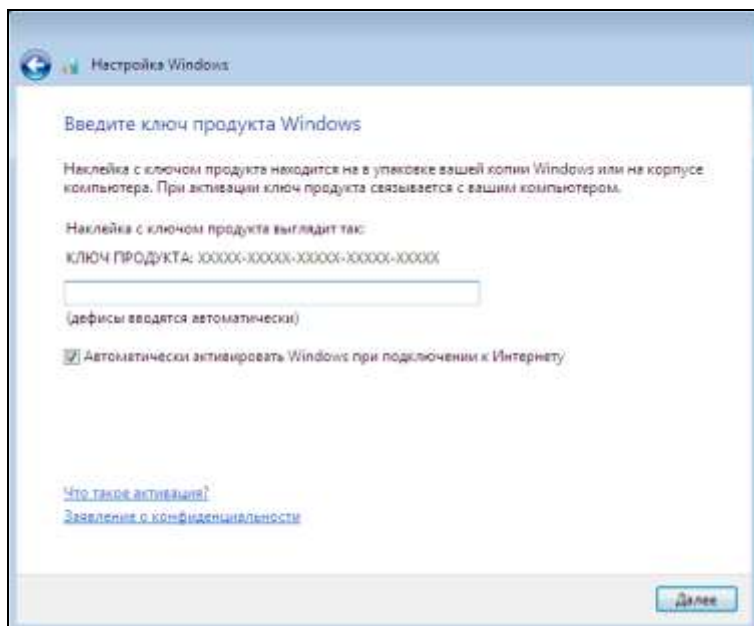 Настройка Windows
Введите ключ продукта Windows
Наклейка с ключом продукта находится на в упаковке вашей копии Windows или на корпусе
компьютера. При активации ключ продукта связывается с вашим компьютером.
Наклейка с ключом продукта выглядит так:
КЛЮЧ ПРОДУКТА: XXXXX-XXXXX-XXXXX-XXXXX-XXXXX
(дефисы вводятся автоматически)
Автоматически активировать Windows при подключении к Интернету
Что такое активация?
Заявление о конфиденциальности
Далее